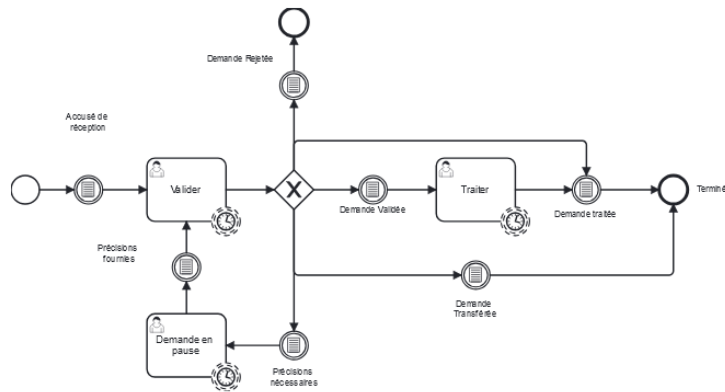 Demande Rejetée
Accusé de
réception
Valider
X
Demande Validée
Traiter
Demande traitée
Terminé
Précisions
fournies
Demande
Transférée
Demande en
pause
Précisions
nécessaires